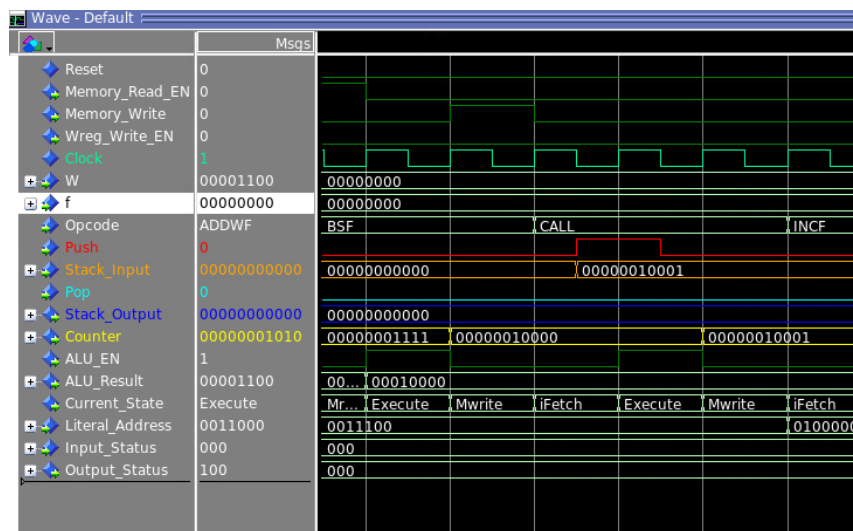 Wave - Default
Msgs
Reset 0
Memory_Read_EN 0
Memory_Write 0
Wreg_Write_EN 0
Clock 1
W 00001100 00000000
f 00000000 00000000
Opcode ADDWF BSF CALL INCF
Push 0
Stack_Input 00000000000 00000000000 00000010001
Pop 0
Stack_Output 00000000000 00000000000
Counter 00000001010 00000001111 00000010000 00000010001
ALU_EN 1
ALU_Result 00001100 00... 00010000
Current_State Execute Mr... Execute Mwrite iFetch Execute Mwrite iFetch
Literal_Address 0011000 0011100 0100000
Input_Status 000 000
Output_Status 100 000